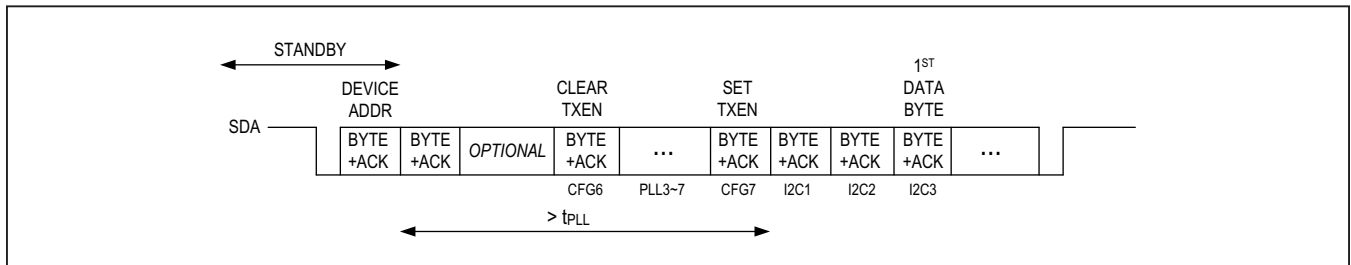 STANDBY
1ST
DEVICE CLEAR SET DATA
ADDR TXEN TXEN BYTE
SDA
BYTE BYTE OPTIONAL BYTE ... BYTE BYTE BYTE BYTE ...
+ACK +ACK +ACK +ACK +ACK +ACK +ACK
CFG6 PLL3~7 CFG7 I2C1 I2C2 I2C3
> tPLL